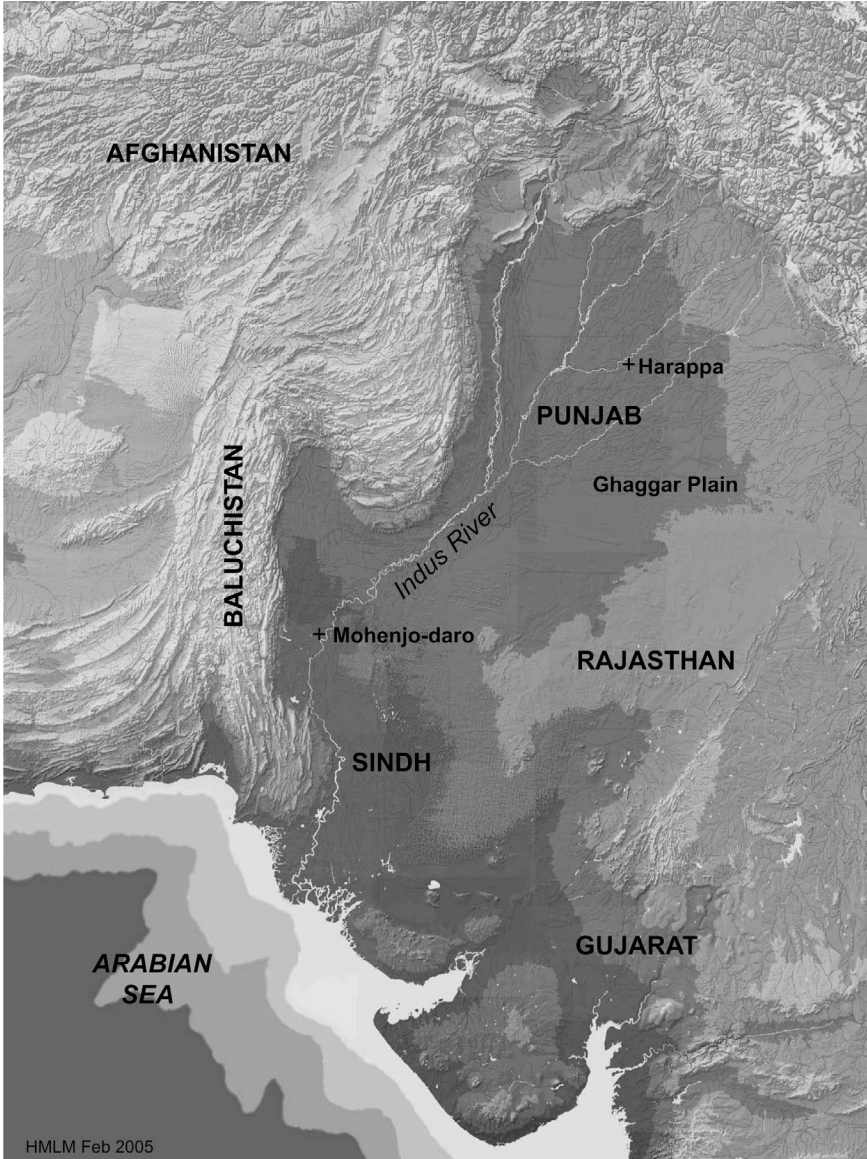 AFGHANISTAN
Harappa
PUNJAB
Ghaggar Plain
BALUCHISTAN
Indus River
Mohenjo-daro
RAJASTHAN
SINDH
GUJARAT
ARABIAN
SEA
HMLM Feb 2005